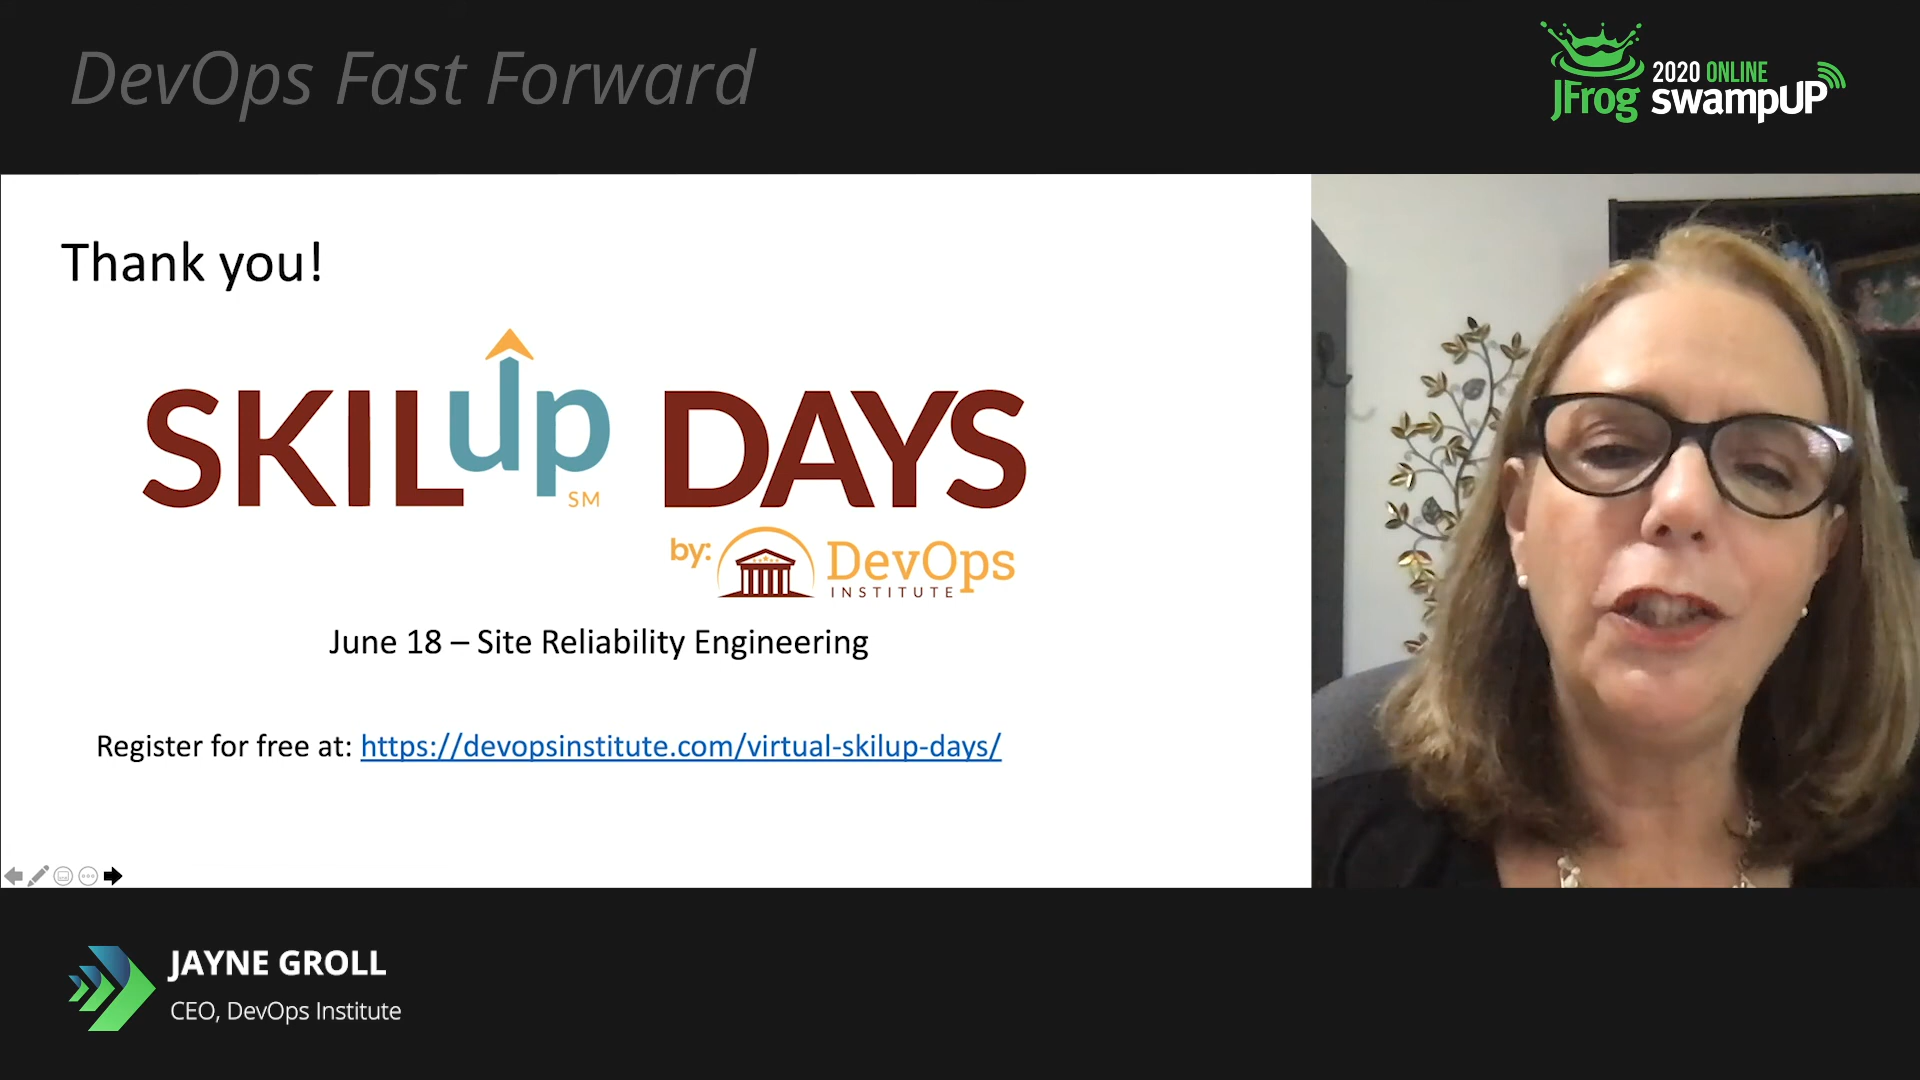 DevOps Fast Forward
2020 ONLINE
JFrog swampUP
Thank you!
SKILup DAYS
SM
by: DevOps
INSTITUTE
June 18 – Site Reliability Engineering
Register for free at: https://devopsinstitute.com/virtual-skilup-days/
JAYNE GROLL
CEO, DevOps Institute